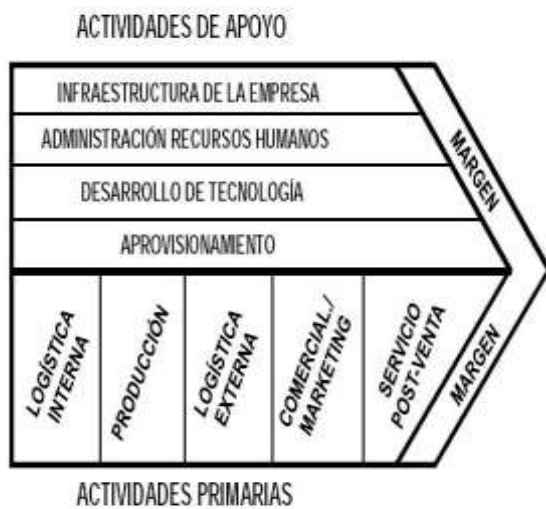 ACTIVIDADES DE APOYO
INFRAESTRUCTURA DE LA EMPRESA
ADMINISTRACIÓN RECURSOS HUMANOS
DESARROLLO DE TECNOLOGÍA
APROVISIONAMIENTO
MARGEN
LOGÍSTICA
INTERNA
PRODUCCIÓN
LOGÍSTICA
EXTERNA
COMERCIAL./
MARKETING
SERVICIO
POST-VENTA
MARGEN
ACTIVIDADES PRIMARIAS